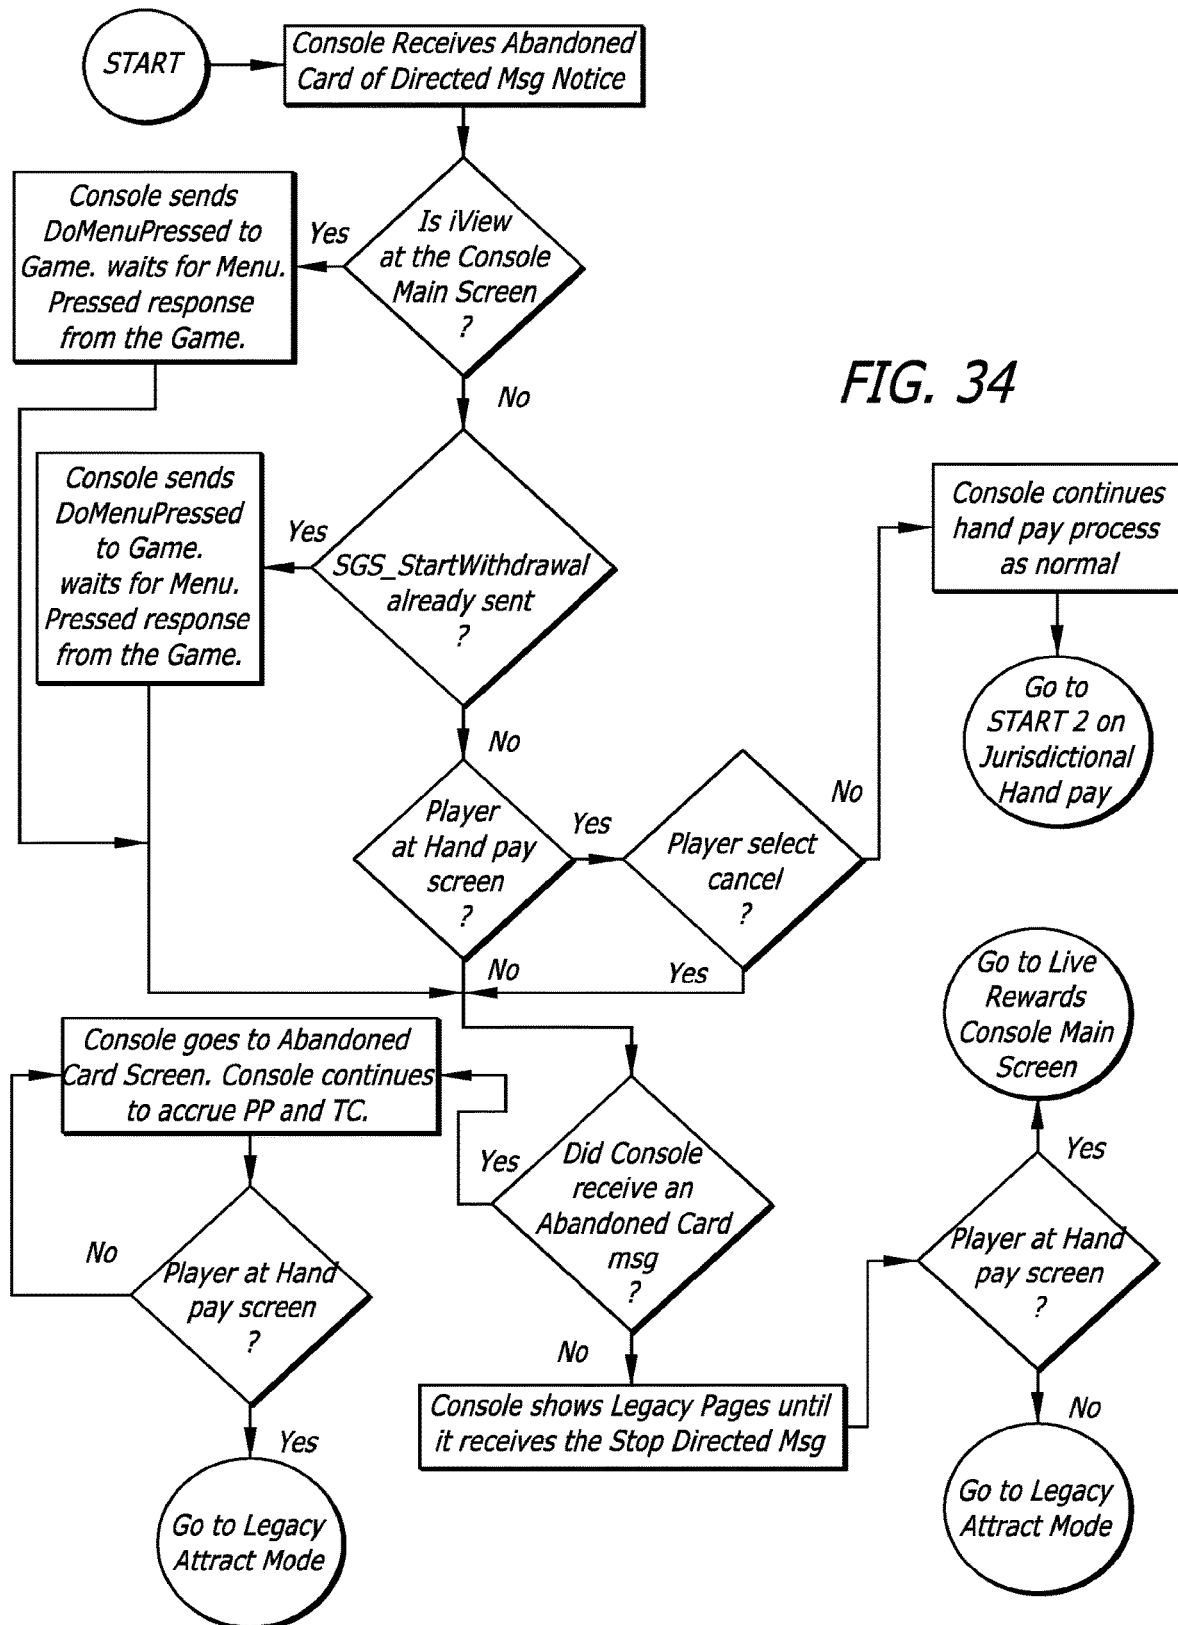 START
Console Receives Abandoned
Card of Directed Msg Notice
Console sends
DoMenuPressed to
Game. waits for Menu.
Pressed response
from the Game.
Yes
Is iView
at the Console
Main Screen
?
No
FIG. 34
Console sends
DoMenuPressed
to Game.
waits for Menu.
Pressed response
from the Game.
Yes
SGS_StartWithdrawal
already sent
?
No
Console continues
hand pay process
as normal
Go to
START 2 on
Jurisdictional
Hand pay
Player
at Hand pay
screen
?
Yes
Player select
cancel
?
No
No
Yes
Go to Live
Rewards
Console Main
Screen
Console goes to Abandoned
Card Screen. Console continues
to accrue PP and TC.
Yes
Did Console
receive an
Abandoned Card
msg
?
Yes
Player at Hand
pay screen
?
No
Player at Hand
pay screen
?
No
Console shows Legacy Pages until
it receives the Stop Directed Msg
No
Yes
Go to Legacy
Attract Mode
Go to Legacy
Attract Mode